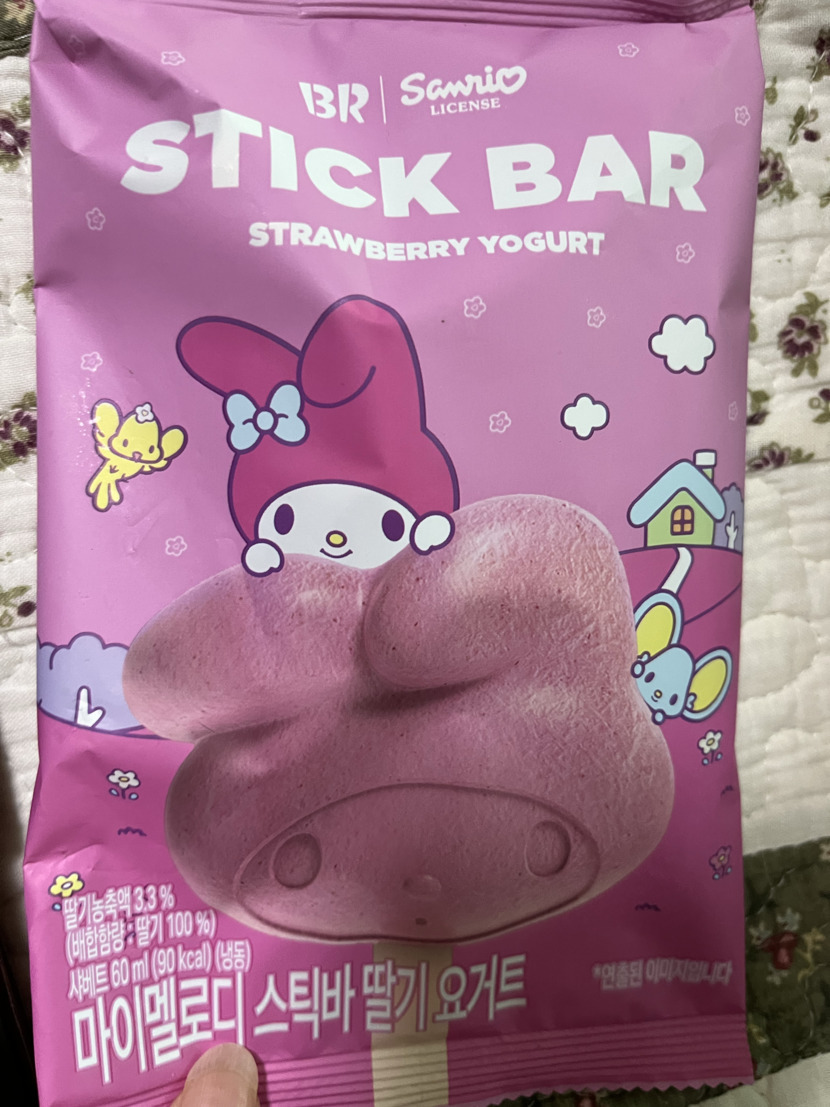 BR | Sanrio
LICENSE
STICK BAR
STRAWBERRY YOGURT
딸기농축액 3.3 %
(배합함량 : 딸기 100 %)
샤베트 60 ml (90 kcal) (냉동)
마이멜로디 스틱바 딸기 요거트
*연출된 이미지입니다